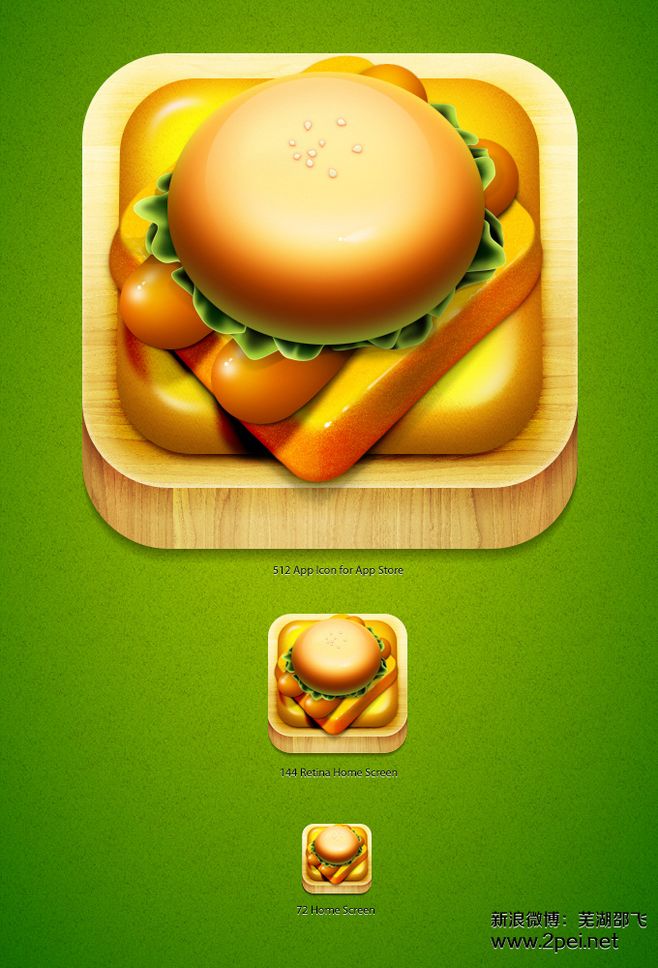 512 App Icon for App Store
144 Retina Home Screen
72 Home Screen
新浪微博：芜湖邵飞
www.2pei.net